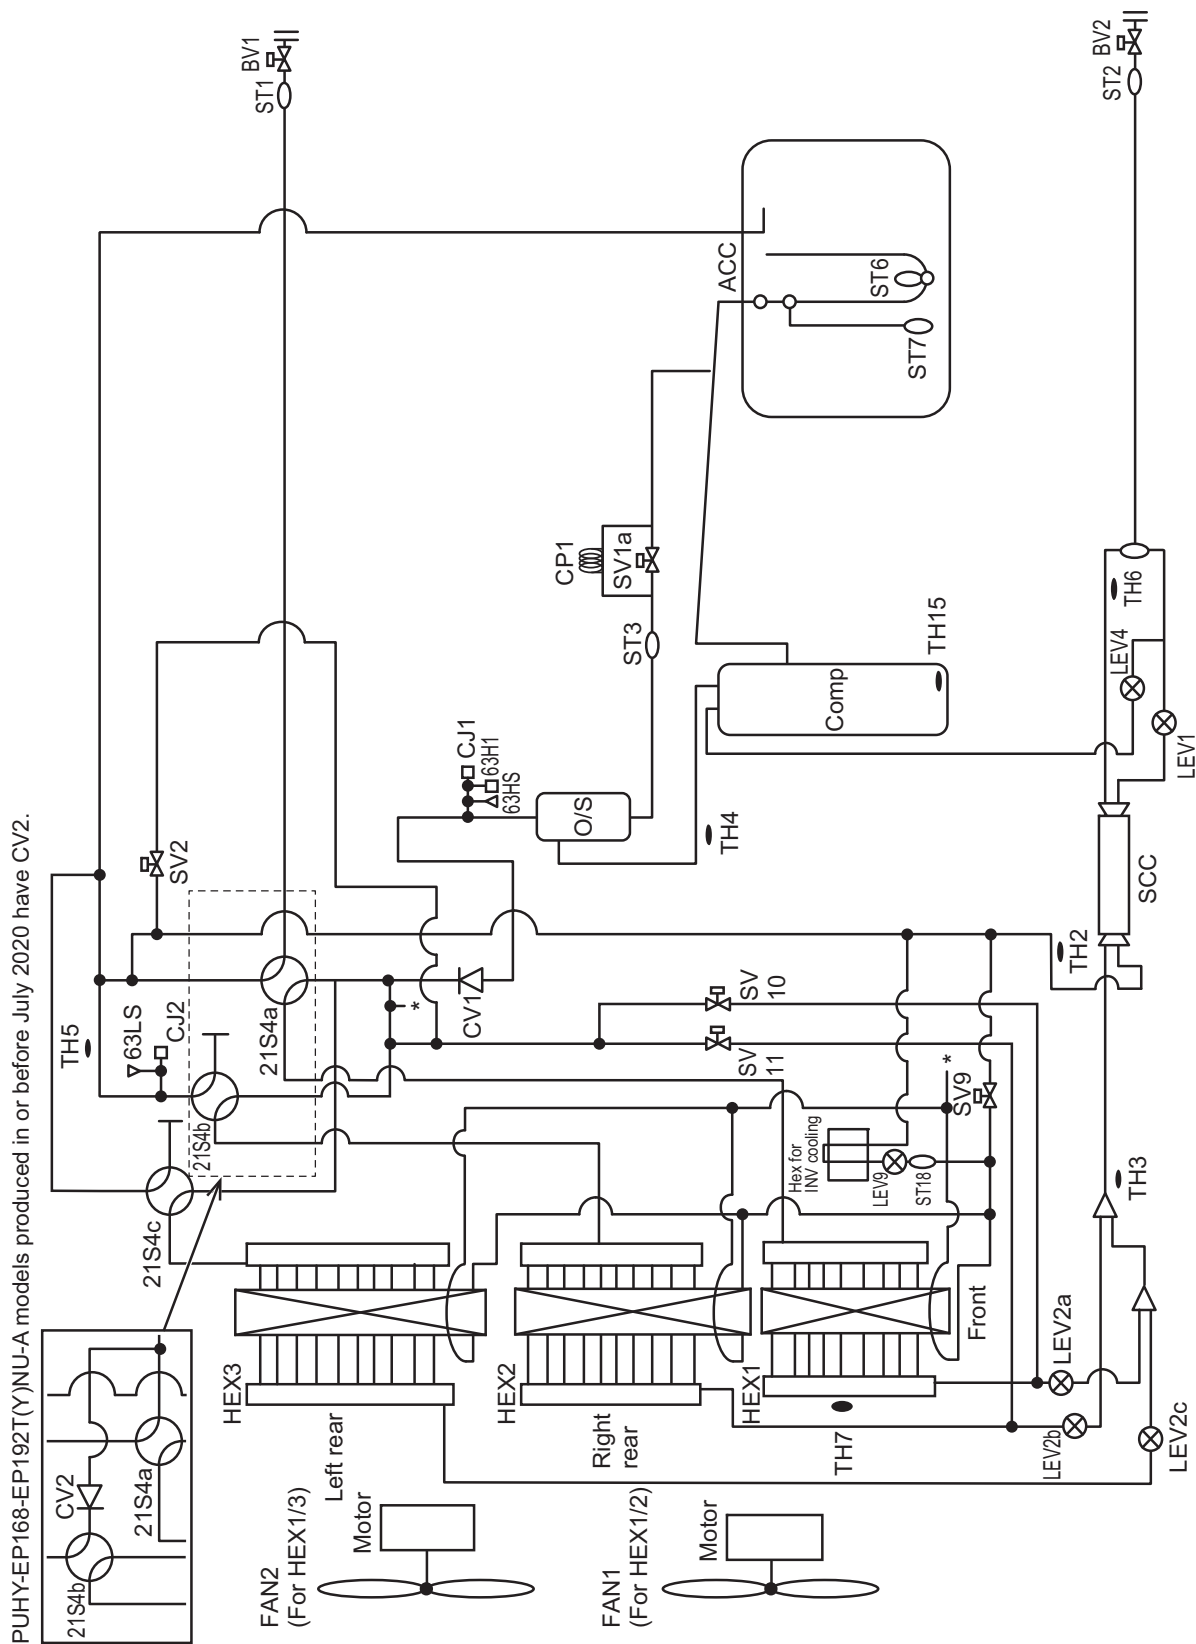 PUHY-EP168-EP192T(Y)NU-A models produced in or before July 2020 have CV2.
21S4b
CV2
21S4a
TH5
63LS
CJ2
21S4c
21S4b
21S4a
SV2
BV1
ST1
*
CV1
CJ1
63H1
63HS
O/S
TH4
ST3
CP1
SV1a
Comp
TH15
ACC
ST6
ST7
SV
10
SV
11
*
SV9
Hex for
INV cooling
LEV9
ST18
HEX3
Left rear
HEX2
Right
rear
HEX1
Front
TH7
FAN2
(For HEX1/3)
Motor
FAN1
(For HEX1/2)
Motor
LEV2a
LEV2b
LEV2c
TH3
TH2
SCC
LEV1
LEV4
TH6
ST2
BV2